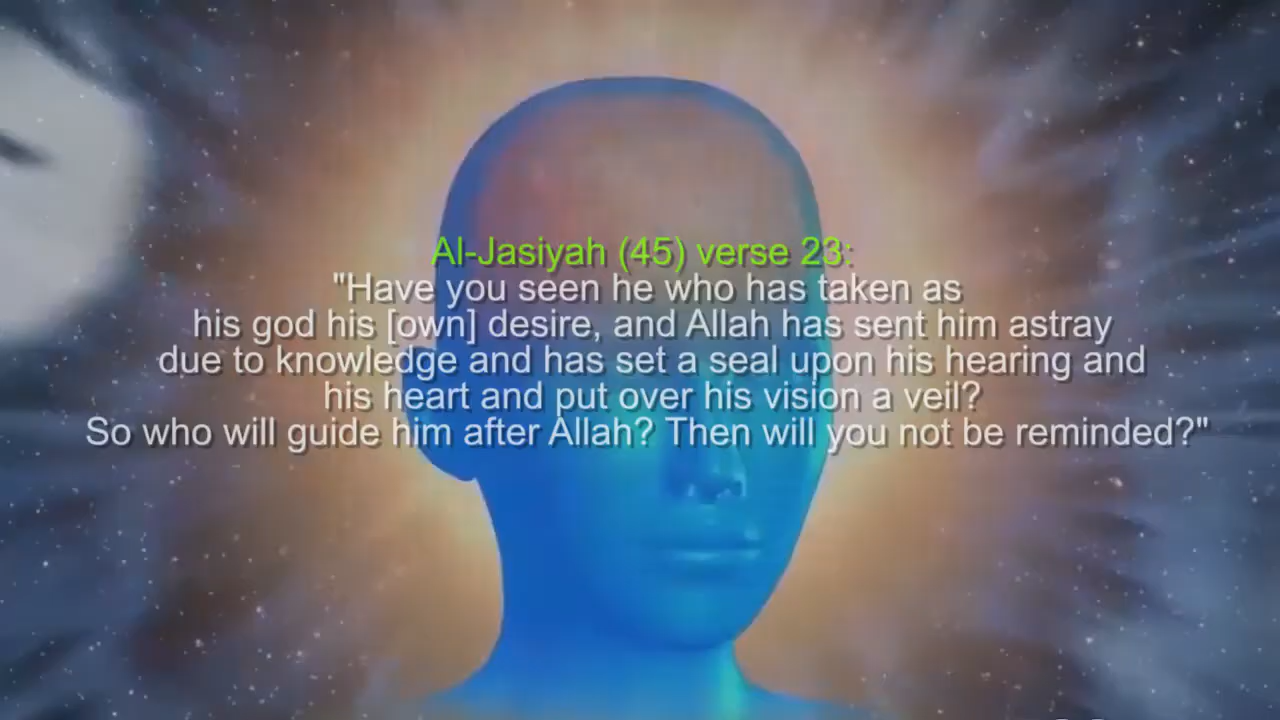 Al-Jasiyah (45) verse 23:
"Have you seen he who has taken as
his god his [own] desire, and Allah has sent him astray
due to knowledge and has set a seal upon his hearing and
his heart and put over his vision a veil?
So who will guide him after Allah? Then will you not be reminded?"